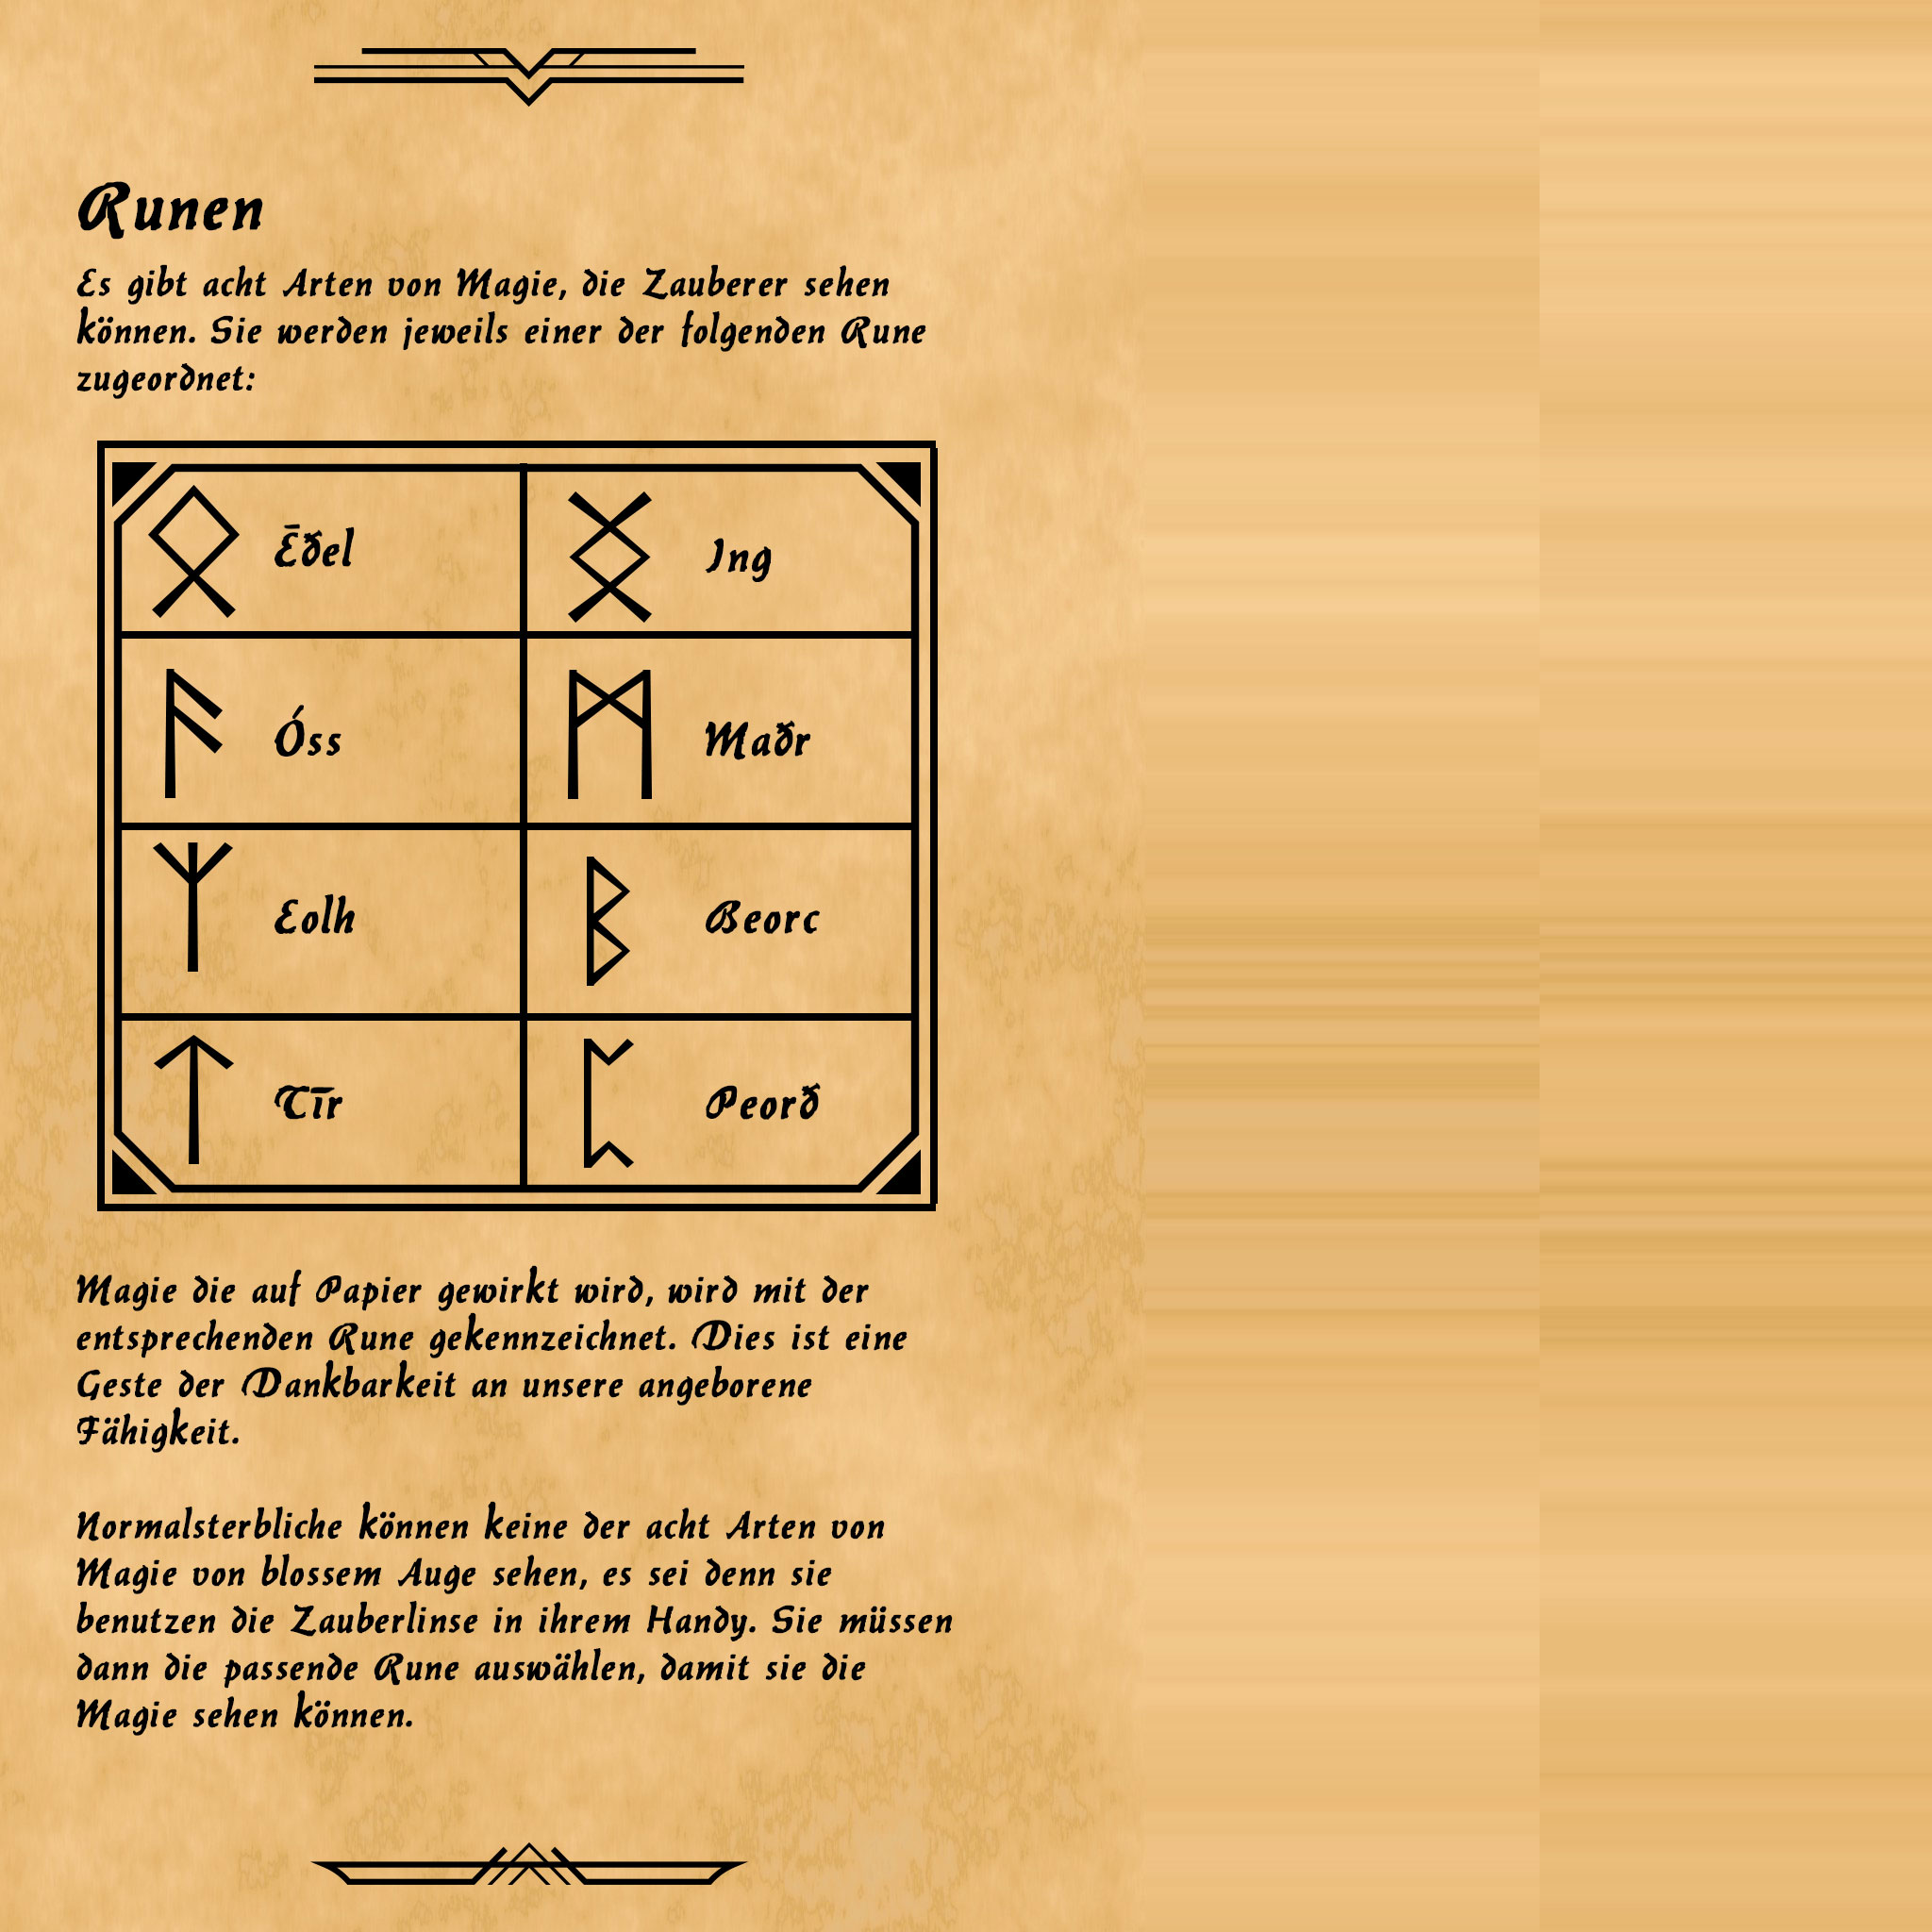 Runen
Es gibt acht Arten von Magie, die Zauberer sehen
können. Sie werden jeweils einer der folgenden Rune
zugeordnet:
ᛟ Ēðel
ᛝ Ing
ᚨ Óss
ᛗ Maðr
ᛉ Eolh
ᛒ Beorc
ᛏ Tīr
ᛈ Peorð
Magie die auf Papier gewirkt wird, wird mit der
entsprechenden Rune gekennzeichnet. Dies ist eine
Geste der Dankbarkeit an unsere angeborene
Fähigkeit.
Normalsterbliche können keine der acht Arten von
Magie von blossem Auge sehen, es sei denn sie
benutzen die Zauberlinse in ihrem Handy. Sie müssen
dann die passende Rune auswählen, damit sie die
Magie sehen können.